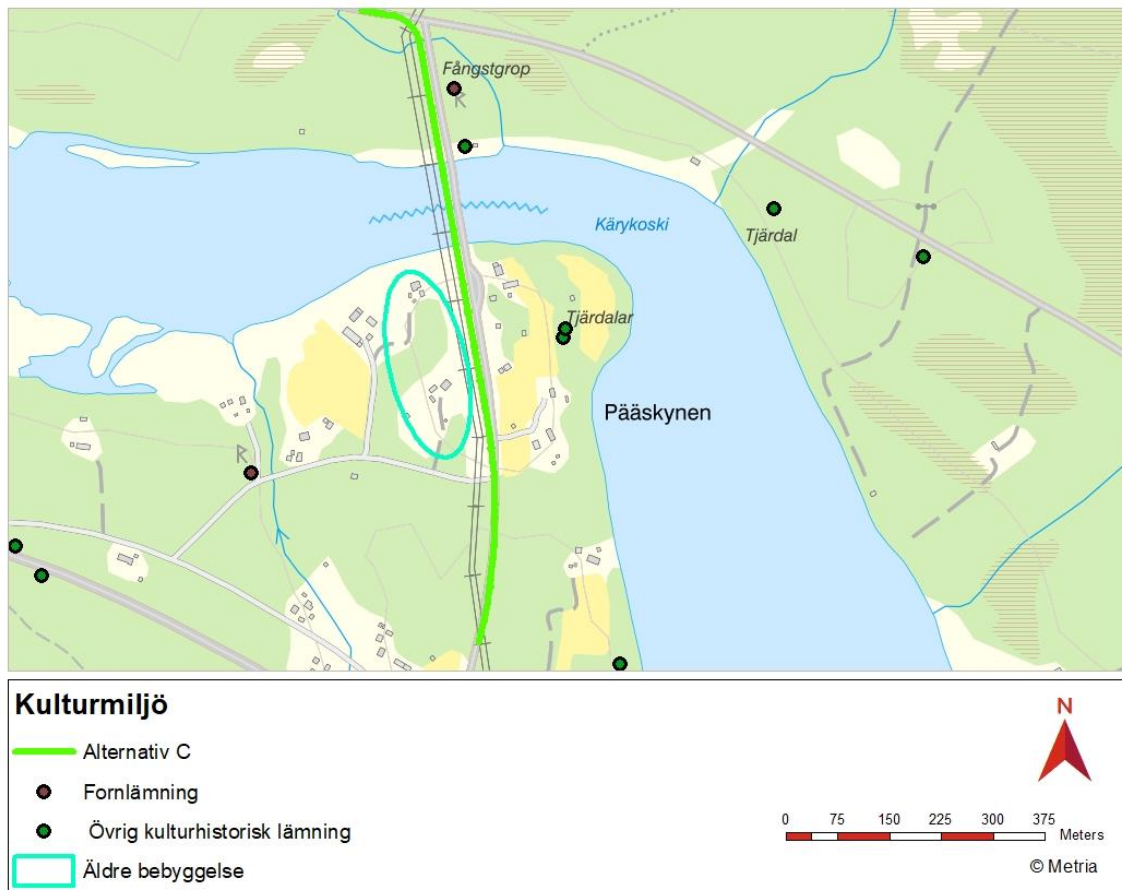 Fångstgrop
Kärykoski
Tjärdal
Tjärdalar
Pääskynen
R
R
Kulturmiljö
Alternativ C
Fornlämning
Övrig kulturhistorisk lämning
Äldre bebyggelse
N
0 75 150 225 300 375
Meters
© Metria